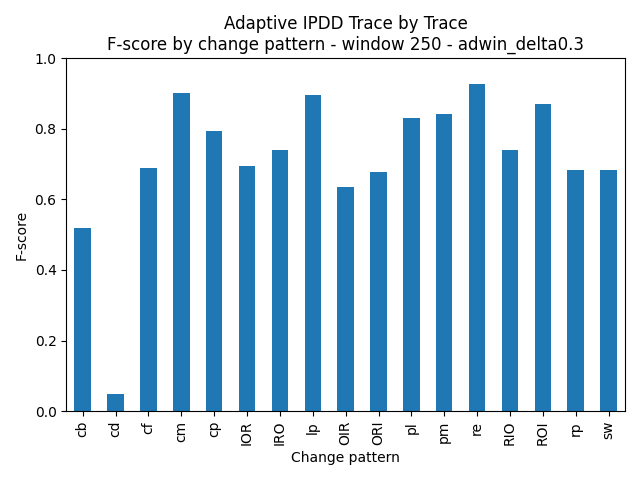 Adaptive IPDD Trace by Trace
F-score by change pattern - window 250 - adwin_delta0.3
1.0
0.8
0.6
0.4
0.2
0.0
F-score
cb
cd
cf
cm
cp
IOR
IRO
lp
OIR
ORI
pl
pm
re
RIO
ROI
rp
sw
Change pattern